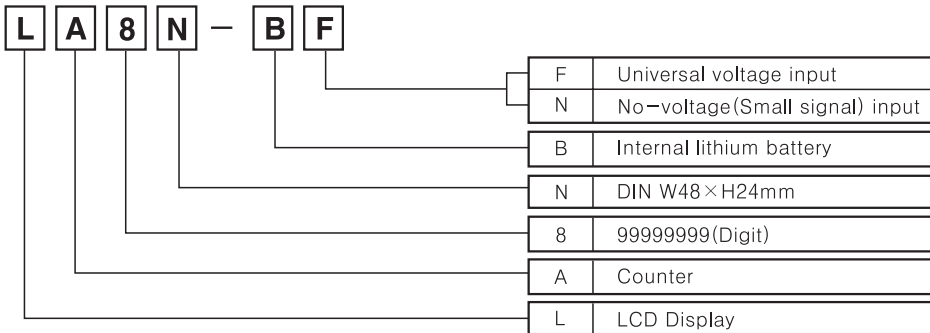 L A 8 N - B F
F Universal voltage input
N No-voltage(Small signal) input
B Internal lithium battery
N DIN W48×H24mm
8 99999999(Digit)
A Counter
L LCD Display